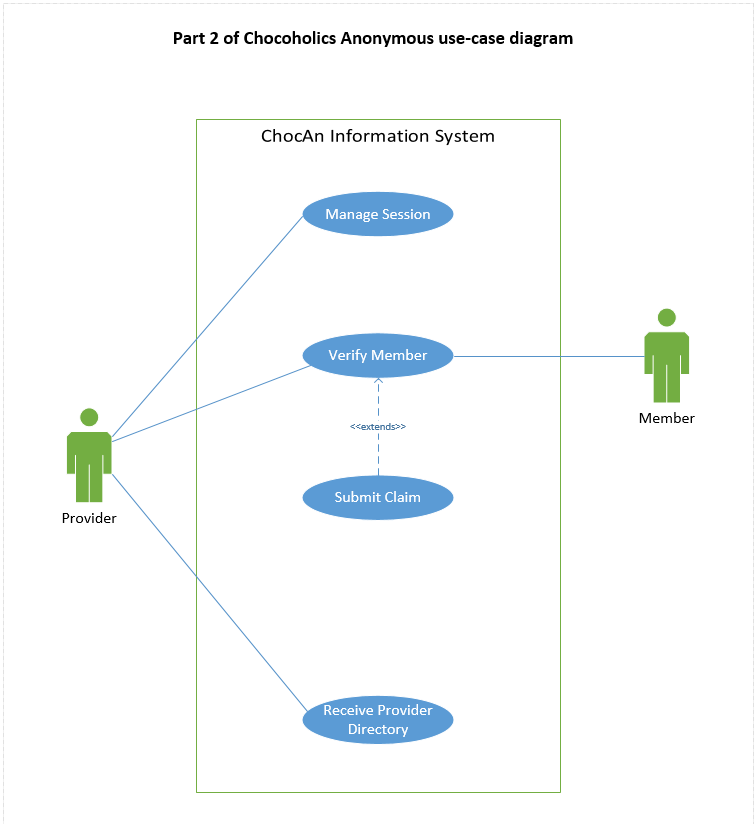 Part 2 of Chocoholics Anonymous use-case diagram
ChocAn Information System
Manage Session
Verify Member
Member
<<extends>>
Submit Claim
Provider
Receive Provider
Directory